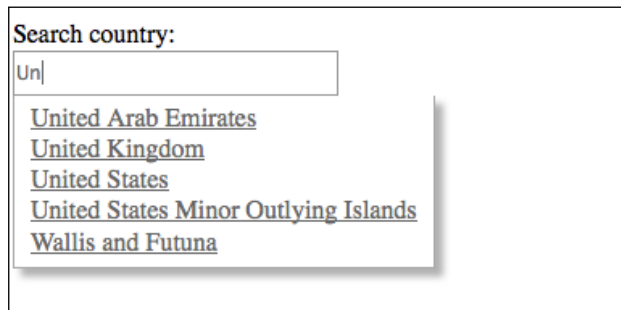 Search country:
Un
United Arab Emirates
United Kingdom
United States
United States Minor Outlying Islands
Wallis and Futuna